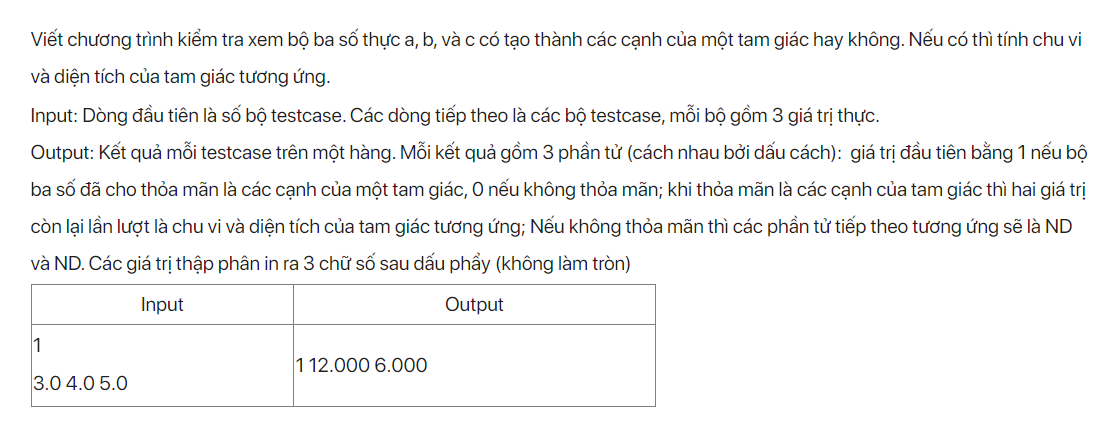 Viết chương trình kiểm tra xem bộ ba số thực a, b, và c có tạo thành các cạnh của một tam giác hay không. Nếu có thì tính chu vi
và diện tích của tam giác tương ứng.
Input: Dòng đầu tiên là số bộ testcase. Các dòng tiếp theo là các bộ testcase, mỗi bộ gồm 3 giá trị thực.
Output: Kết quả mỗi testcase trên một hàng. Mỗi kết quả gồm 3 phần tử (cách nhau bởi dấu cách): giá trị đầu tiên bằng 1 nếu bộ
ba số đã cho thỏa mãn là các cạnh của một tam giác, 0 nếu không thỏa mãn; khi thỏa mãn là các cạnh của tam giác thì hai giá trị
còn lại lần lượt là chu vi và diện tích của tam giác tương ứng; Nếu không thỏa mãn thì các phần tử tiếp theo tương ứng sẽ là ND
và ND. Các giá trị thập phân in ra 3 chữ số sau dấu phẩy (không làm tròn)
Input Output
1
3.0 4.0 5.0
1 12.000 6.000